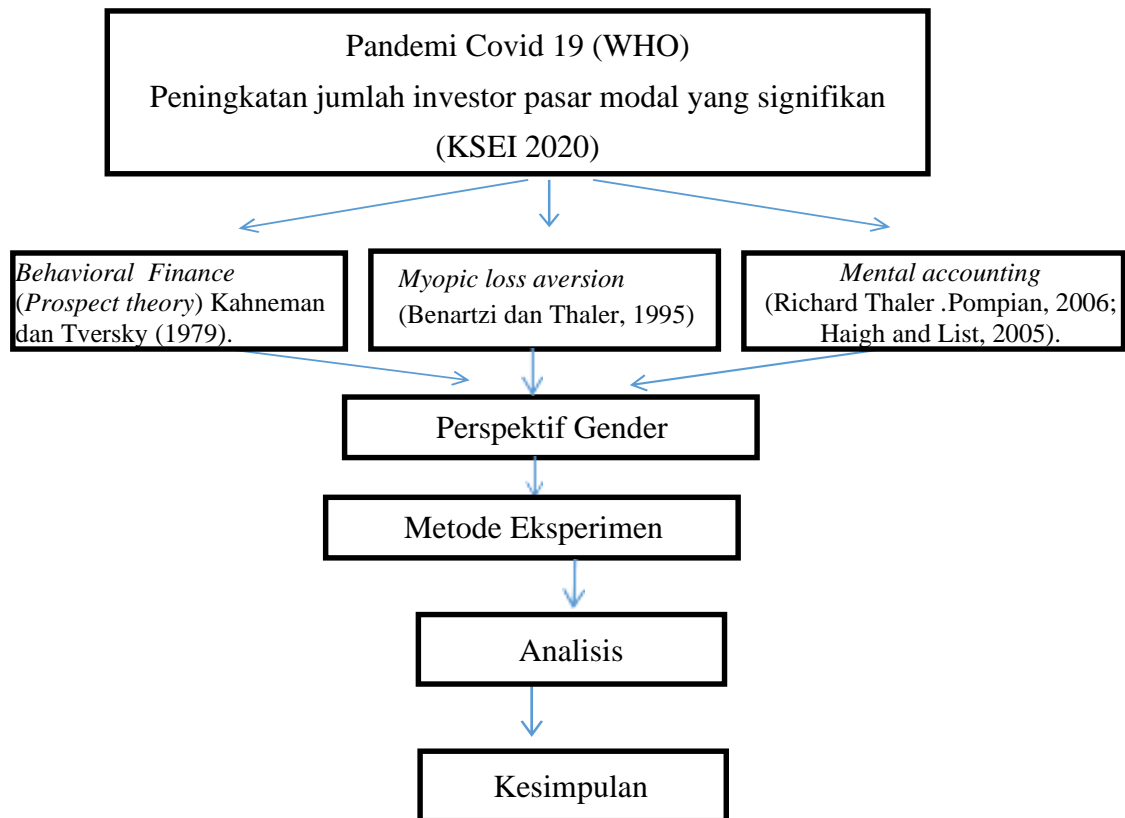 Pandemi Covid 19 (WHO)
Peningkatan jumlah investor pasar modal yang signifikan
(KSEI 2020)
Behavioral Finance
(Prospect theory) Kahneman
dan Tversky (1979).
Myopic loss aversion
(Benartzi dan Thaler, 1995)
Mental accounting
(Richard Thaler .Pompian, 2006;
Haigh and List, 2005).
Perspektif Gender
Metode Eksperimen
Analisis
Kesimpulan